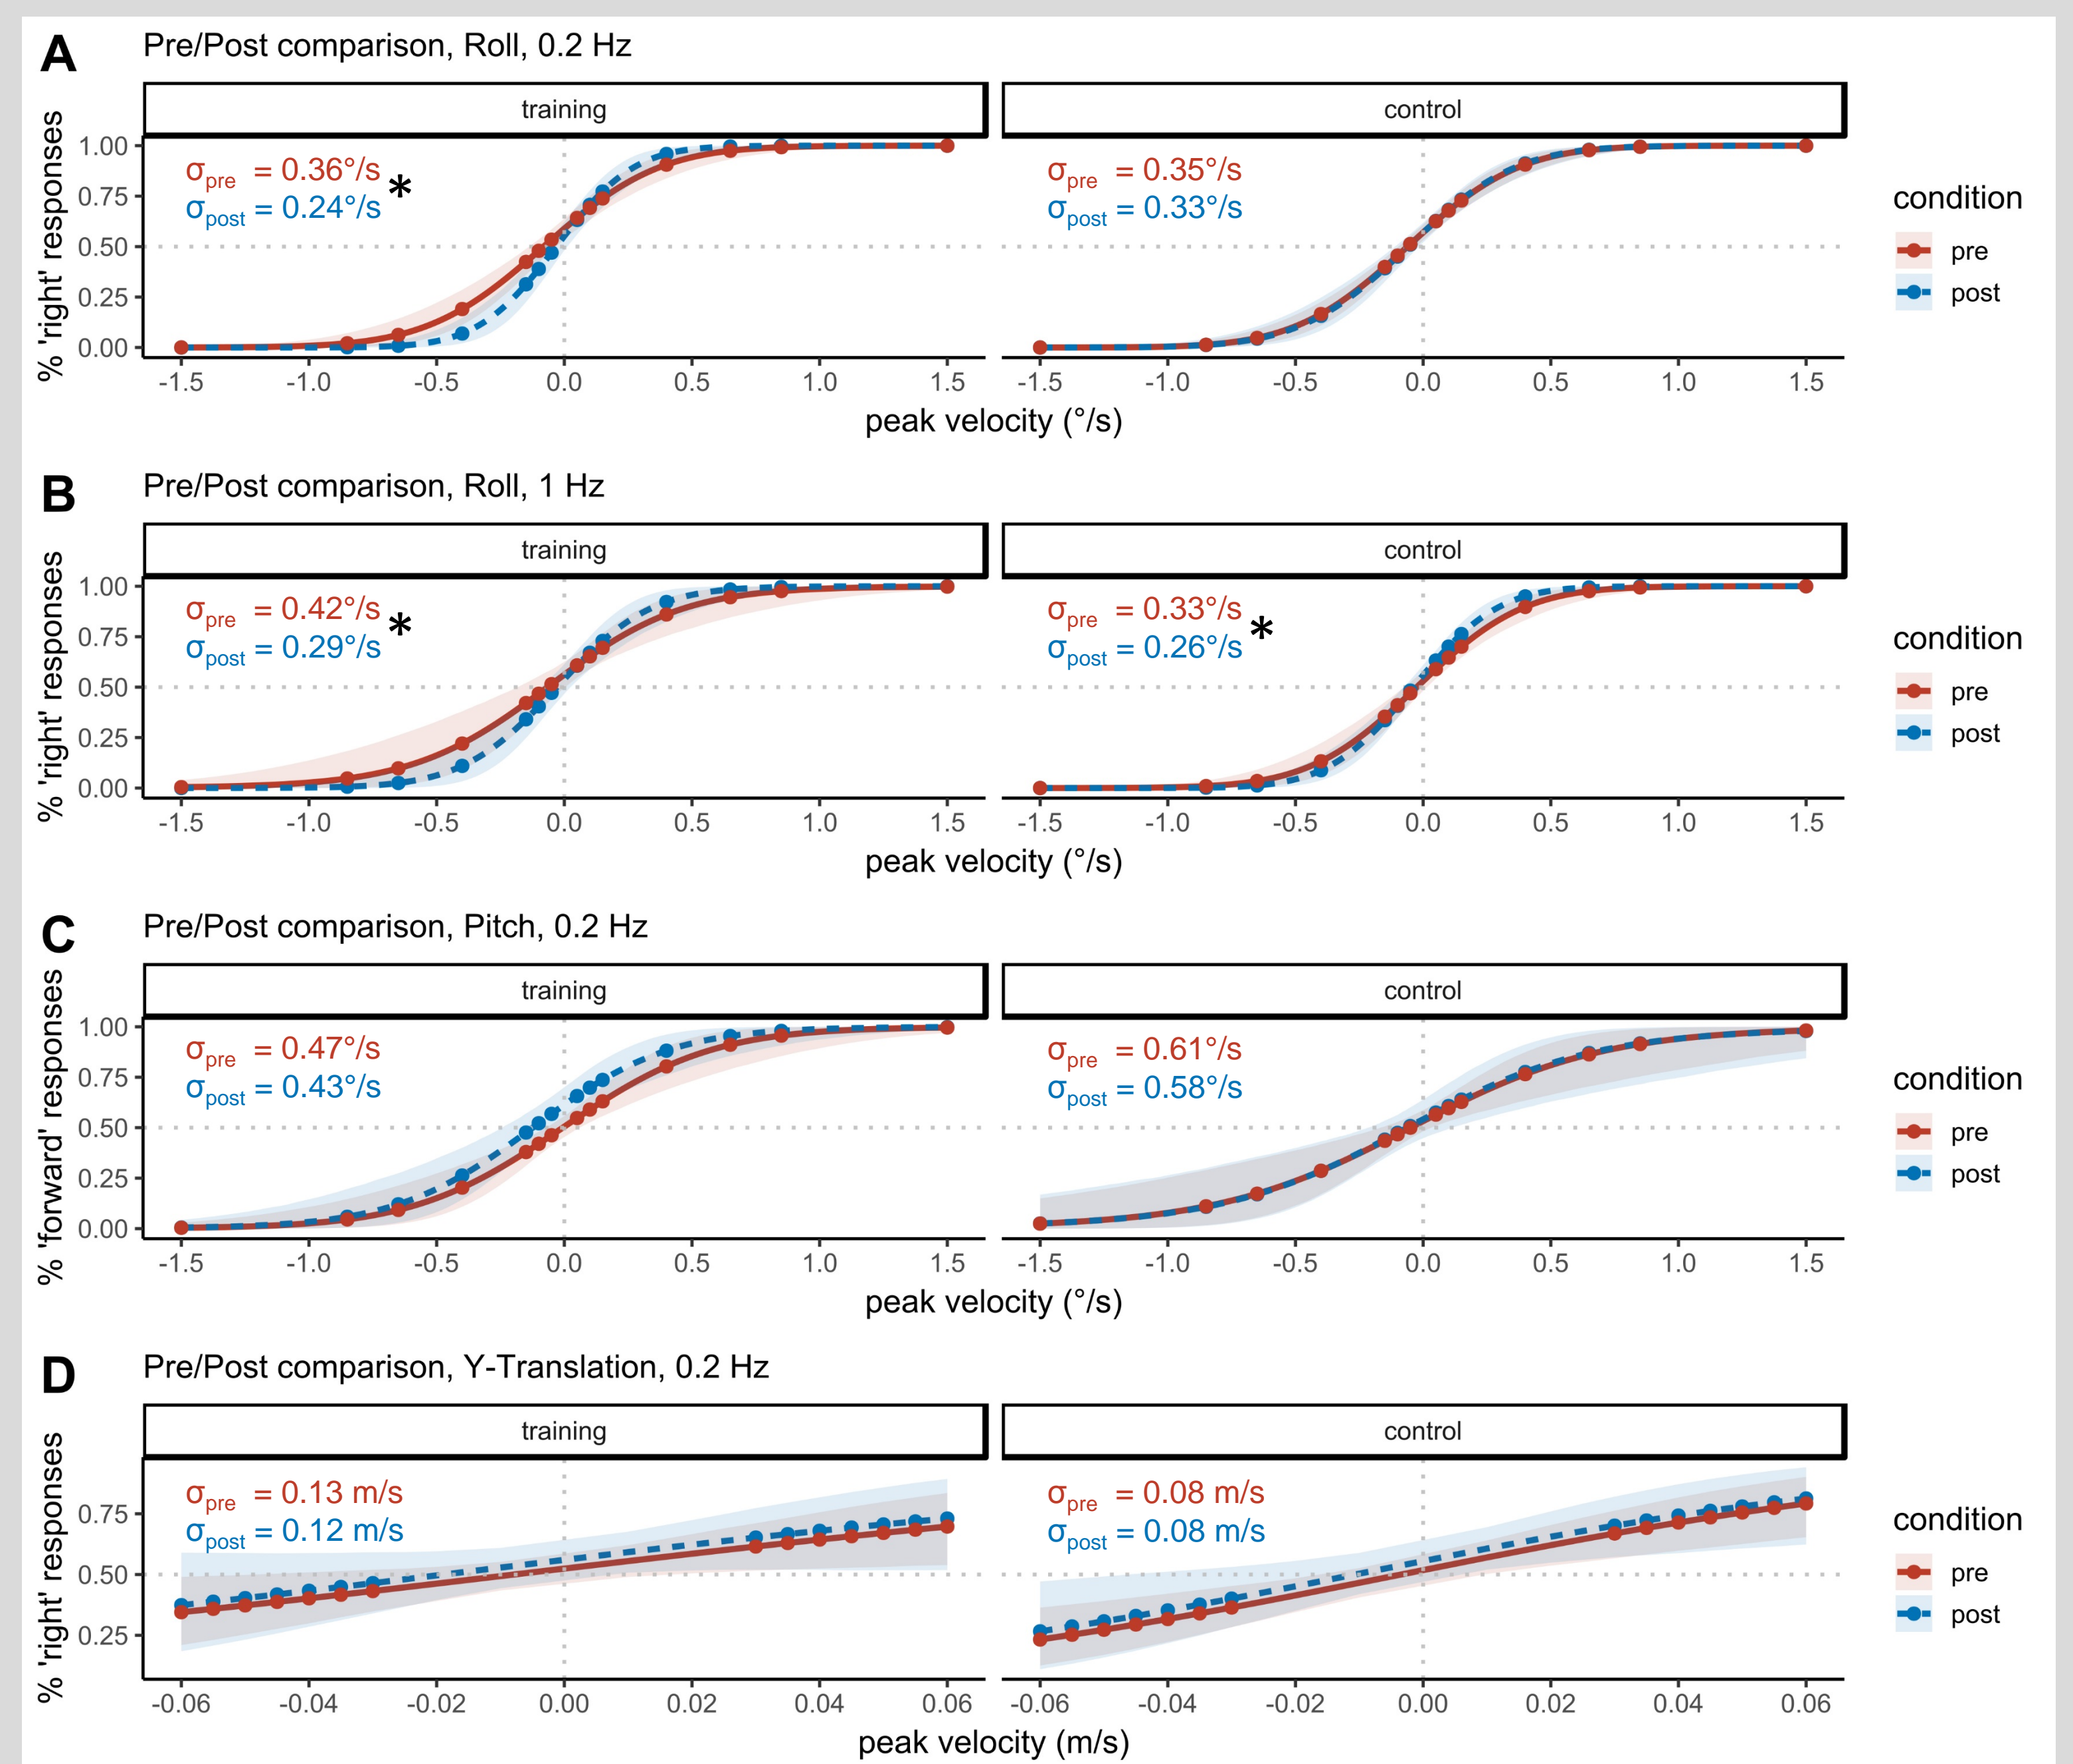 A Pre/Post comparison, Roll, 0.2 Hz
training control
% 'right' responses
1.00
0.75
0.50
0.25
0.00
σpre = 0.36°/s
σpost = 0.24°/s *
σpre = 0.35°/s
σpost = 0.33°/s
-1.5 -1.0 -0.5 0.0 0.5 1.0 1.5 -1.5 -1.0 -0.5 0.0 0.5 1.0 1.5
peak velocity (°/s)
condition
pre
post
B Pre/Post comparison, Roll, 1 Hz
training control
% 'right' responses
1.00
0.75
0.50
0.25
0.00
σpre = 0.42°/s
σpost = 0.29°/s *
σpre = 0.33°/s
σpost = 0.26°/s *
-1.5 -1.0 -0.5 0.0 0.5 1.0 1.5 -1.5 -1.0 -0.5 0.0 0.5 1.0 1.5
peak velocity (°/s)
condition
pre
post
C Pre/Post comparison, Pitch, 0.2 Hz
training control
% 'forward' responses
1.00
0.75
0.50
0.25
0.00
σpre = 0.47°/s
σpost = 0.43°/s
σpre = 0.61°/s
σpost = 0.58°/s
-1.5 -1.0 -0.5 0.0 0.5 1.0 1.5 -1.5 -1.0 -0.5 0.0 0.5 1.0 1.5
peak velocity (°/s)
condition
pre
post
D Pre/Post comparison, Y-Translation, 0.2 Hz
training control
% 'right' responses
0.75
0.50
0.25
σpre = 0.13 m/s
σpost = 0.12 m/s
σpre = 0.08 m/s
σpost = 0.08 m/s
-0.06 -0.04 -0.02 0.00 0.02 0.04 0.06 -0.06 -0.04 -0.02 0.00 0.02 0.04 0.06
peak velocity (m/s)
condition
pre
post